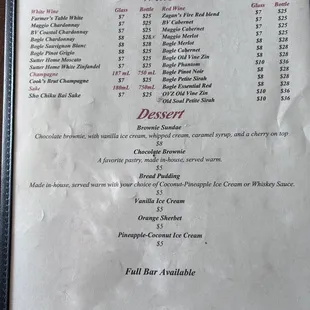 White Wine Glass Bottle
Farmer's Table White $7 $25
Maggio Chardonnay $7 $25
BV Coastal Chardonnay $7 $25
Bogle Chardonnay $8 $28
Bogle Sauvignon Blanc $8 $28
Bogle Pinot Grigio $8 $28
Sutter Home Moscato $7 $25
Sutter Home White Zinfandel $7 $25
Champagne 187 mL 750 mL
Cook's Brut Champagne $7 $25
Sake 180mL 750mL
Sho Chiku Bai Sake $7 $25
Red Wine Glass Bottle
Zagan's Fire Red blend $7 $25
BV Cabernet $7 $25
Maggio Cabernet $7 $25
Maggio Merlot $7 $25
Bogle Merlot $8 $28
Bogle Cabernet $8 $28
Bogle Old Vine Zin $8 $28
Bogle Phantom $10 $36
Bogle Pinot Noir $8 $28
Bogle Petite Sirah $8 $28
Bogle Essential Red $8 $28
OVZ Old Vine Zin $10 $36
Old Soul Petite Sirah $10 $36
Dessert
Brownie Sundae
Chocolate brownie, with vanilla ice cream, whipped cream, caramel syrup, and a cherry on top
$8
Chocolate Brownie
A favorite pastry, made in-house, served warm.
$5
Bread Pudding
Made in-house, served warm with your choice of Coconut-Pineapple Ice Cream or Whiskey Sauce.
$5
Vanilla Ice Cream
$5
Orange Sherbet
$5
Pineapple-Coconut Ice Cream
$5
Full Bar Available